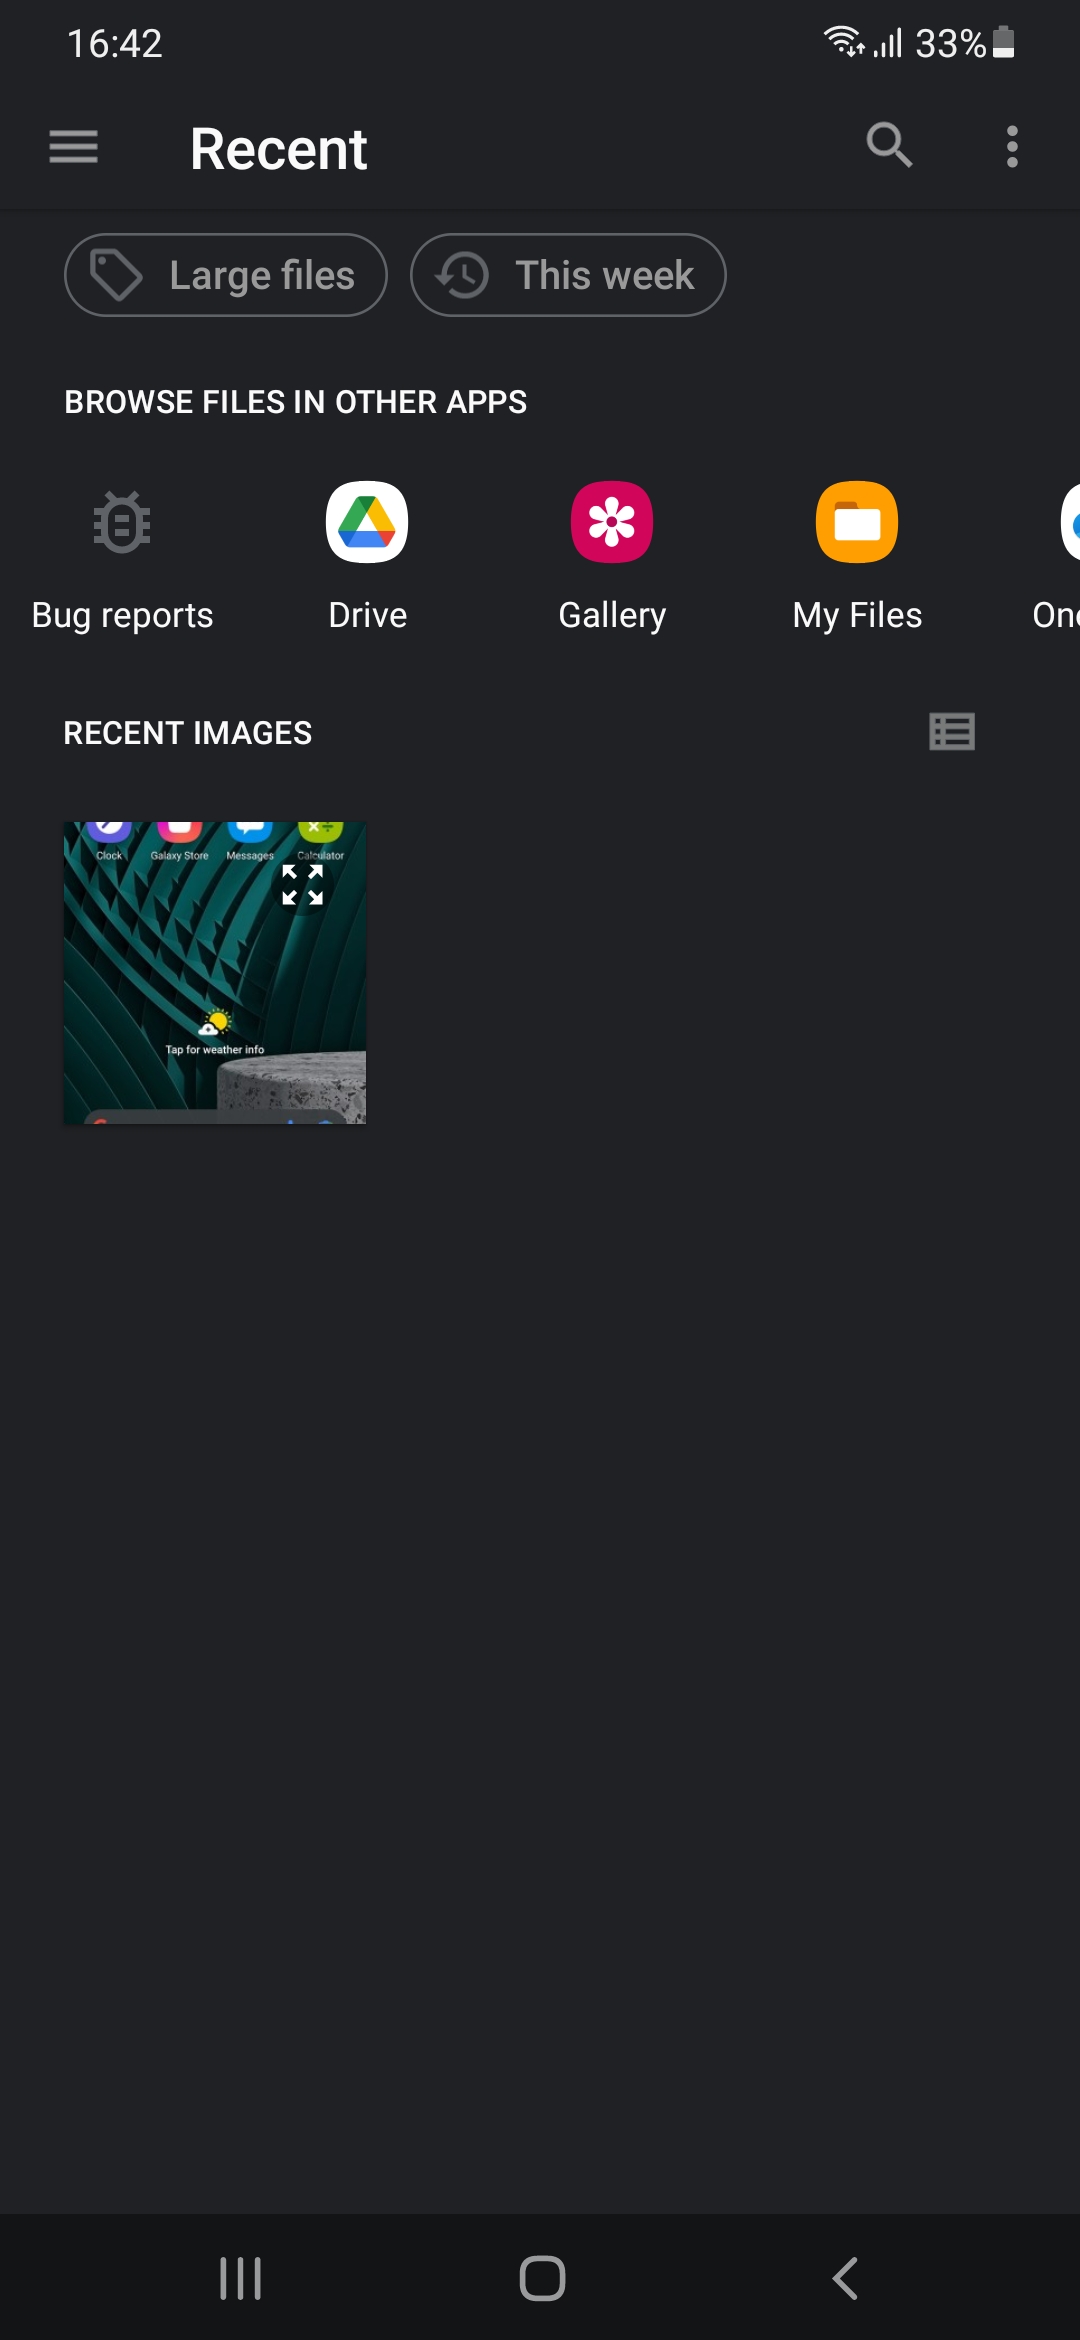 16:42 33%
Recent
Large files This week
BROWSE FILES IN OTHER APPS
Bug reports Drive Gallery My Files One
RECENT IMAGES
Clock Galaxy Store Messages Calculator
Tap for weather info